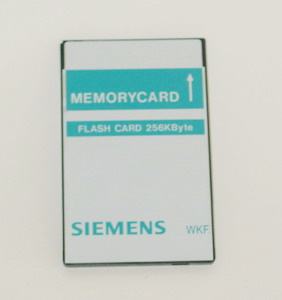 MEMORYCARD
FLASH CARD 256KByte
SIEMENS WKF